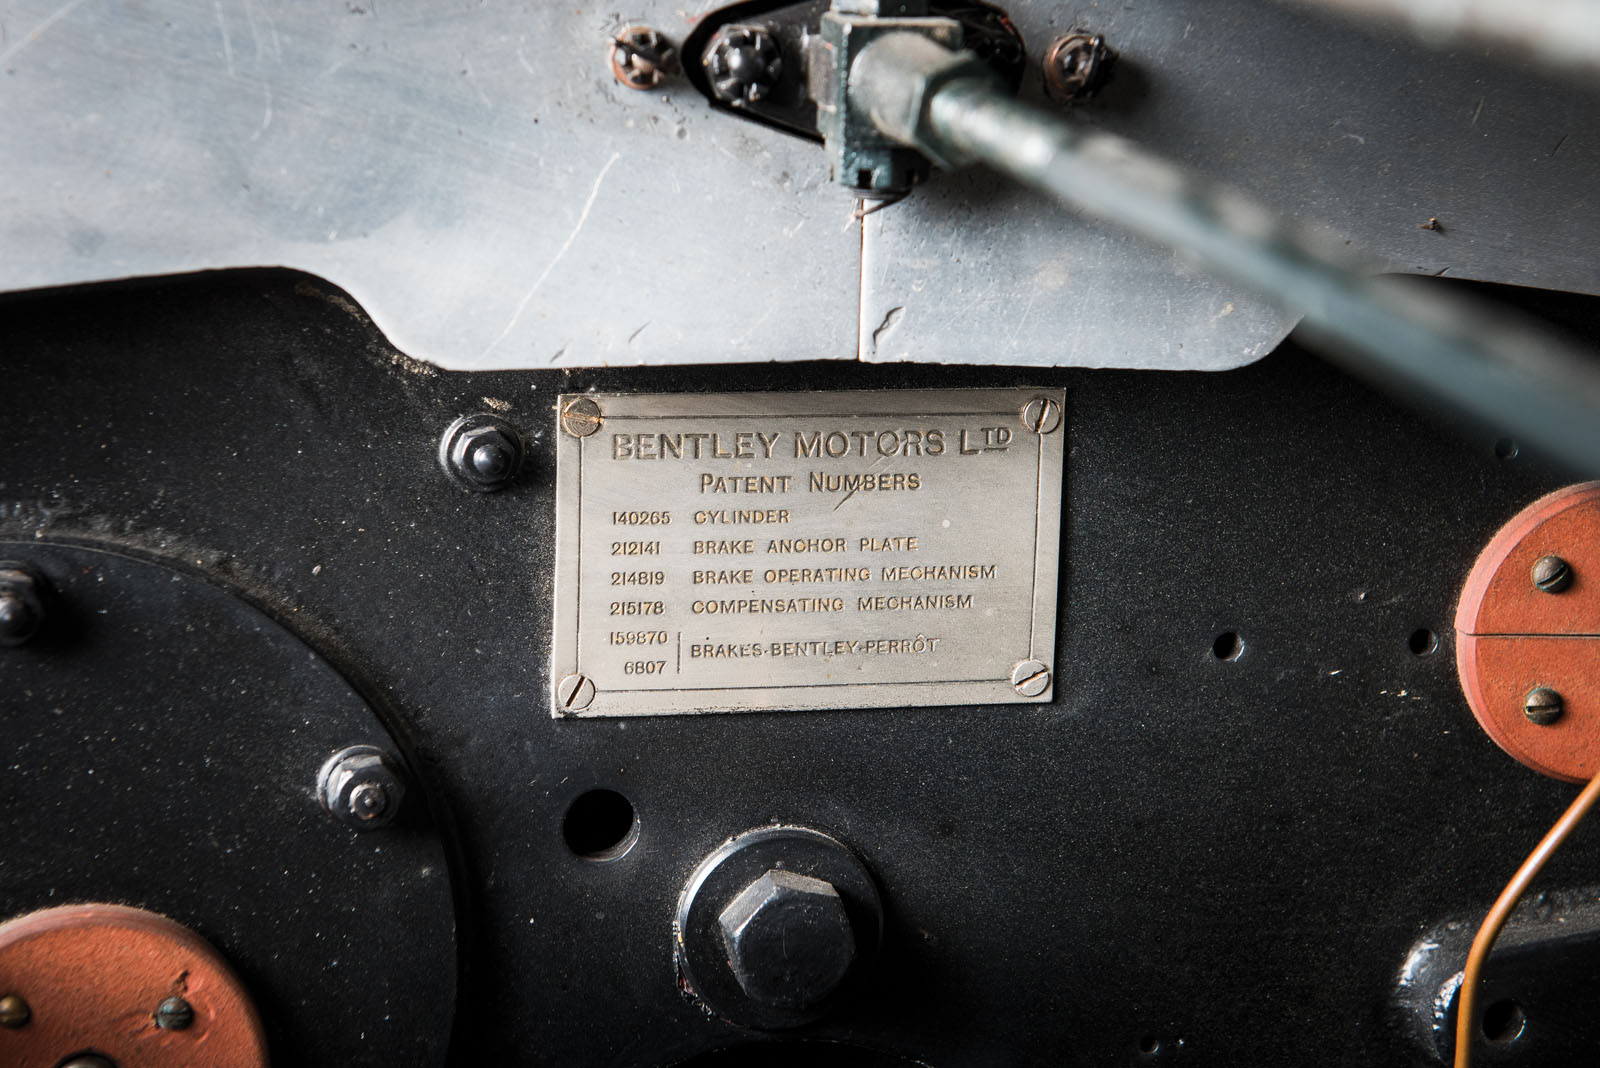 BENTLEY MOTORS LTD
PATENT NUMBERS
140265 CYLINDER
212141 BRAKE ANCHOR PLATE
214819 BRAKE OPERATING MECHANISM
215178 COMPENSATING MECHANISM
159870
BRAKES-BENTLEY-PERRÔT
6807